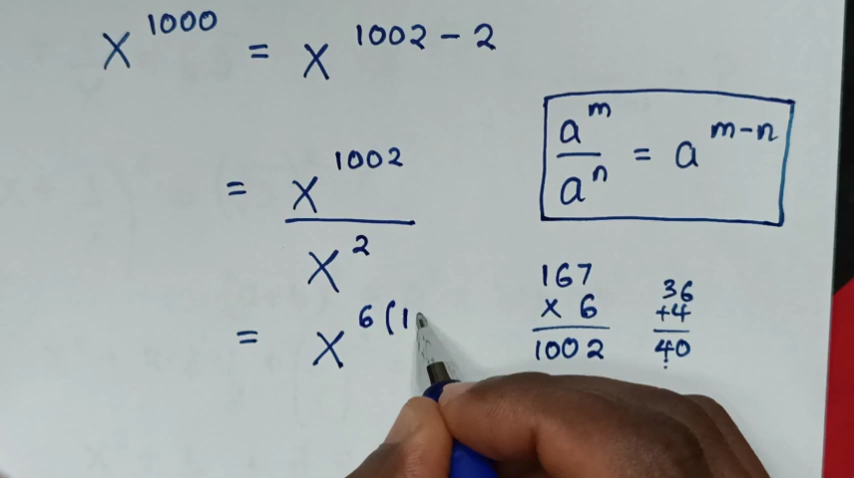 x^1000 = x^1002-2
a^m / a^n = a^m-n
= x^1002 / x^2
167
x 6
1002
36
+4
40
= x^6(1